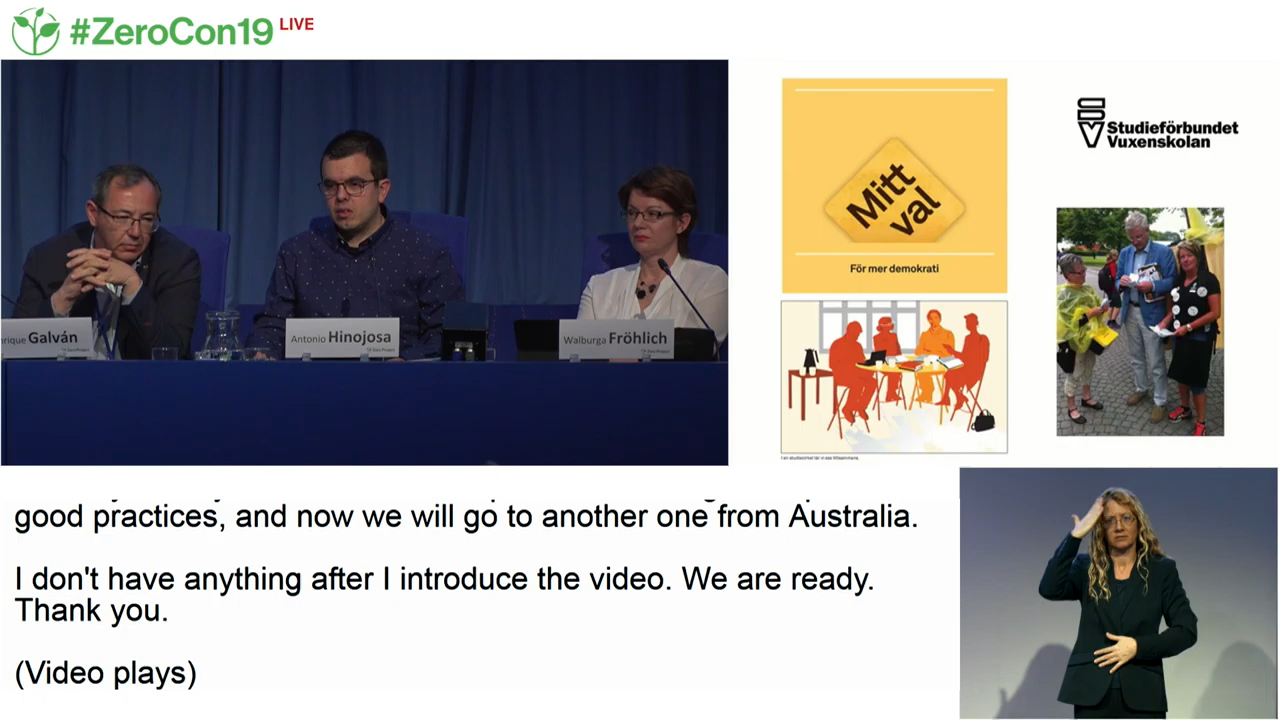 #ZeroCon19 LIVE
Mitt
val
För mer demokrati
Studieförbundet
Vuxenskolan
nrique Galván
Antonio Hinojosa
Walburga Fröhlich
good practices, and now we will go to another one from Australia.
I don't have anything after I introduce the video. We are ready.
Thank you.
(Video plays)